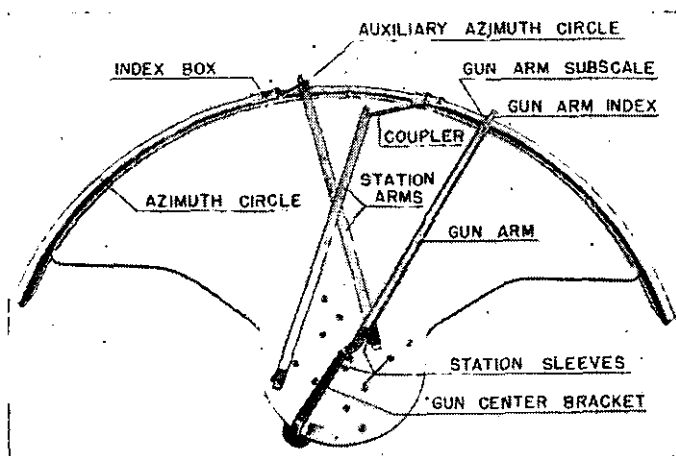 AUXILIARY AZIMUTH CIRCLE
INDEX BOX
GUN ARM SUBSCALE
GUN ARM INDEX
COUPLER
STATION
ARMS
AZIMUTH CIRCLE
GUN ARM
STATION SLEEVES
GUN CENTER BRACKET